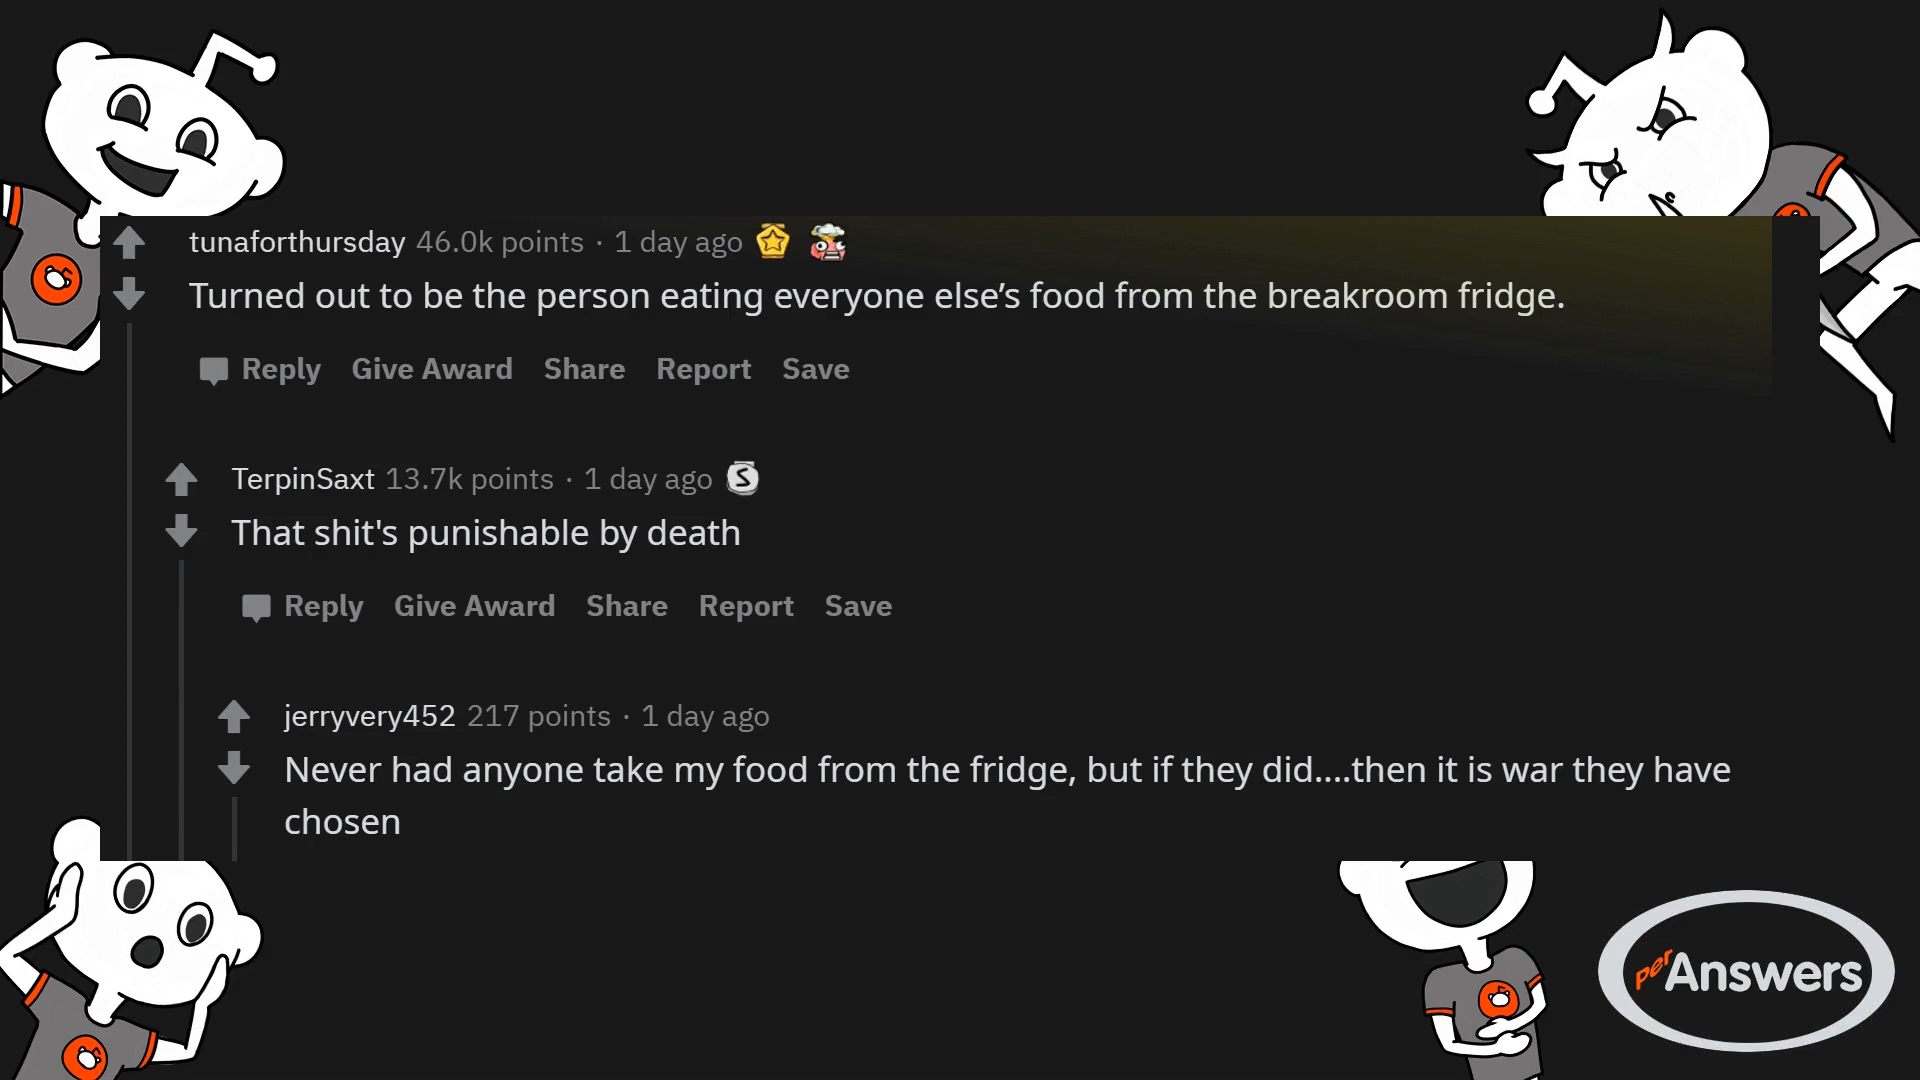 tunaforthursday 46.0k points · 1 day ago
Turned out to be the person eating everyone else’s food from the breakroom fridge.
Reply Give Award Share Report Save
TerpinSaxt 13.7k points · 1 day ago S
That shit's punishable by death
Reply Give Award Share Report Save
jerryvery452 217 points · 1 day ago
Never had anyone take my food from the fridge, but if they did....then it is war they have
chosen
perAnswers